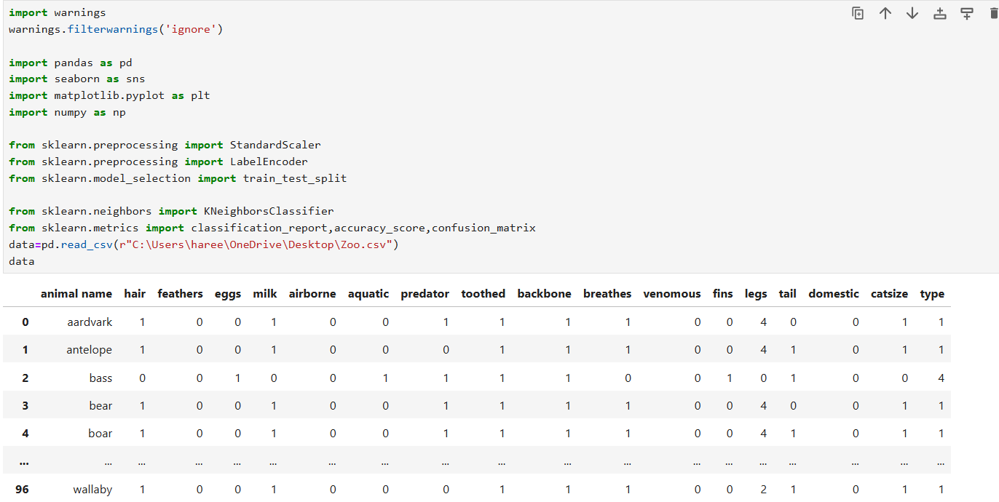 import warnings
warnings.filterwarnings('ignore')
import pandas as pd
import seaborn as sns
import matplotlib.pyplot as plt
import numpy as np
from sklearn.preprocessing import StandardScaler
from sklearn.preprocessing import LabelEncoder
from sklearn.model_selection import train_test_split
from sklearn.neighbors import KNeighborsClassifier
from sklearn.metrics import classification_report,accuracy_score,confusion_matrix
data=pd.read_csv(r"C:\Users\haree\OneDrive\Desktop\Zoo.csv")
data
animal name hair feathers eggs milk airborne aquatic predator toothed backbone breathes venomous fins legs tail domestic catsize type
0 aardvark 1 0 0 1 0 0 1 1 1 1 0 0 4 0 0 1 1
1 antelope 1 0 0 1 0 0 0 1 1 1 0 0 4 1 0 1 1
2 bass 0 0 1 0 0 1 1 1 1 0 0 1 0 1 0 0 4
3 bear 1 0 0 1 0 0 1 1 1 1 0 0 4 0 0 1 1
4 boar 1 0 0 1 0 0 1 1 1 1 0 0 4 1 0 1 1
... ... ... ... ... ... ... ... ... ... ... ... ... ... ... ... ... ... ...
96 wallaby 1 0 0 1 0 0 0 1 1 1 0 0 2 1 0 1 1